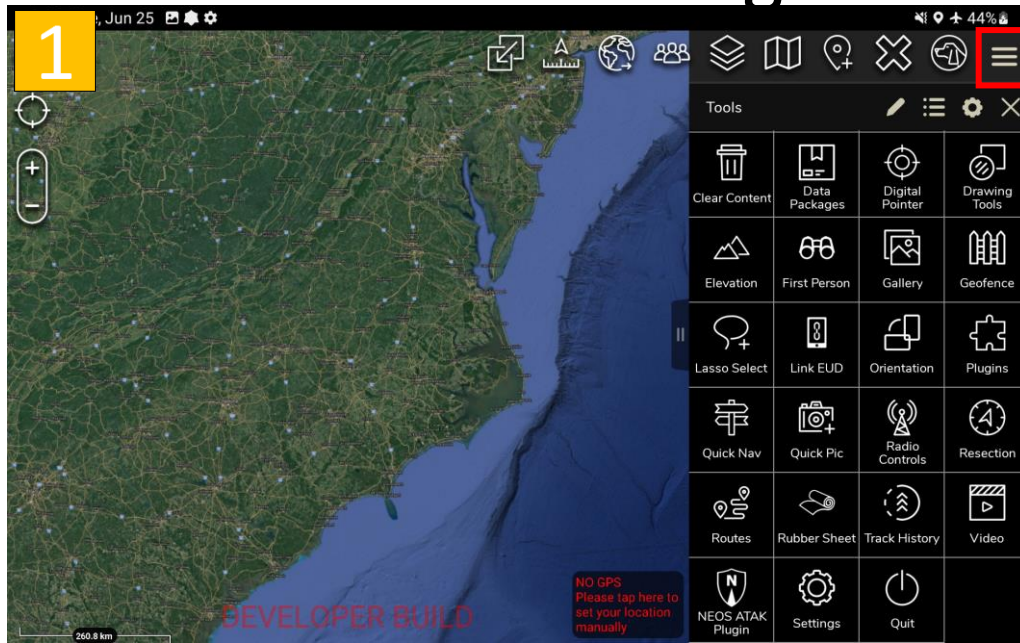 , Jun 25
44%
1
Tools
Clear Content
Data
Packages
Digital
Pointer
Drawing
Tools
Elevation
First Person
Gallery
Geofence
Lasso Select
Link EUD
Orientation
Plugins
Quick Nav
Quick Pic
Radio
Controls
Resection
Routes
Rubber Sheet
Track History
Video
NEOS ATAK
Plugin
Settings
Quit
NO GPS
Please tap here to
set your location
manually
DEVELOPER BUILD
260.8 km